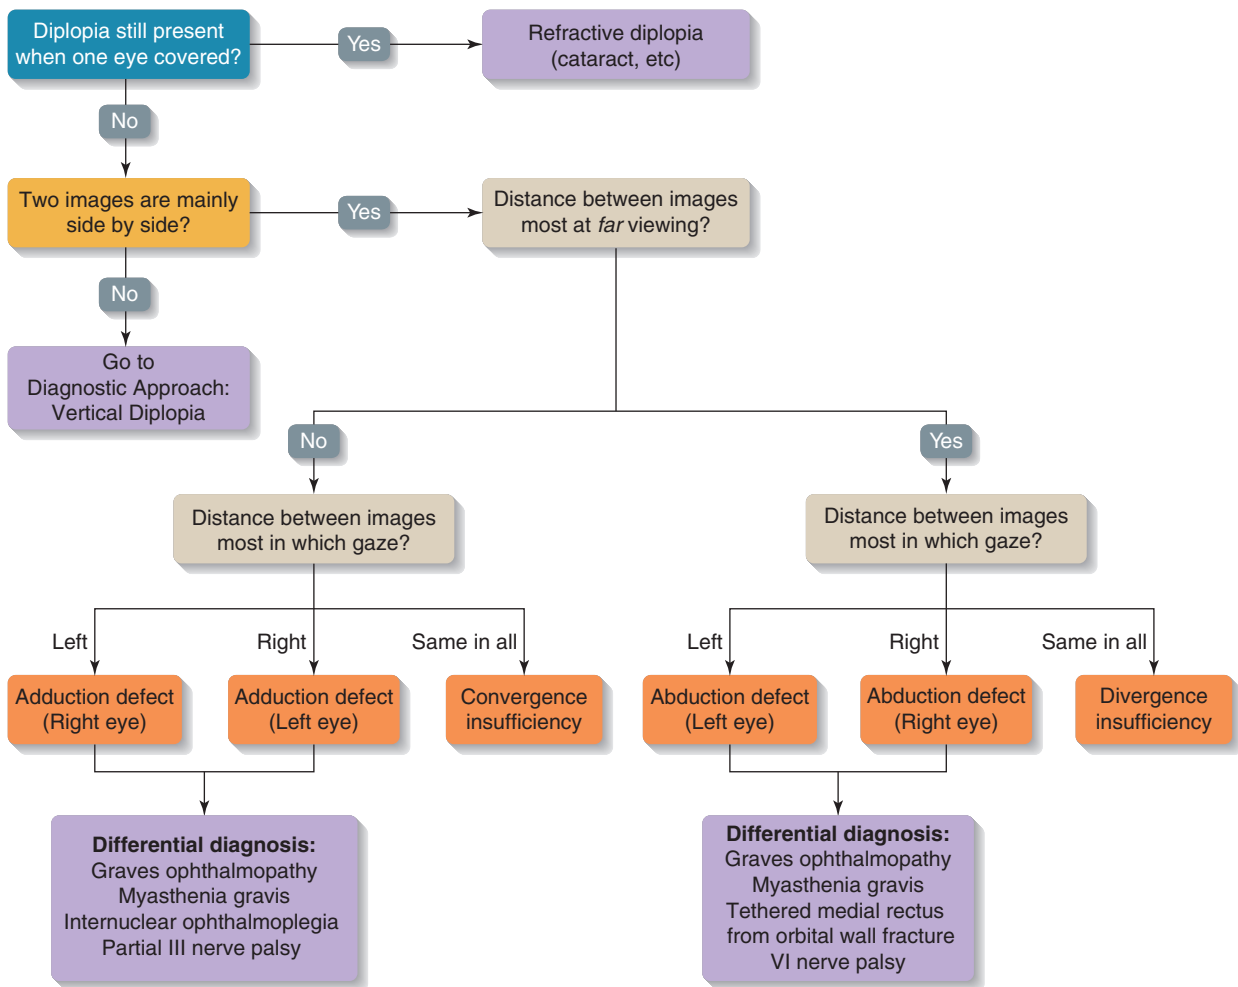 Diplopia still present
when one eye covered?
Yes
Refractive diplopia
(cataract, etc)
No
Two images are mainly
side by side?
Yes
Distance between images
most at far viewing?
No
Go to
Diagnostic Approach:
Vertical Diplopia
No
Yes
Distance between images
most in which gaze?
Distance between images
most in which gaze?
Left
Right
Same in all
Left
Right
Same in all
Adduction defect
(Right eye)
Adduction defect
(Left eye)
Convergence
insufficiency
Abduction defect
(Left eye)
Abduction defect
(Right eye)
Divergence
insufficiency
Differential diagnosis:
Graves ophthalmopathy
Myasthenia gravis
Internuclear ophthalmoplegia
Partial III nerve palsy
Differential diagnosis:
Graves ophthalmopathy
Myasthenia gravis
Tethered medial rectus
from orbital wall fracture
VI nerve palsy